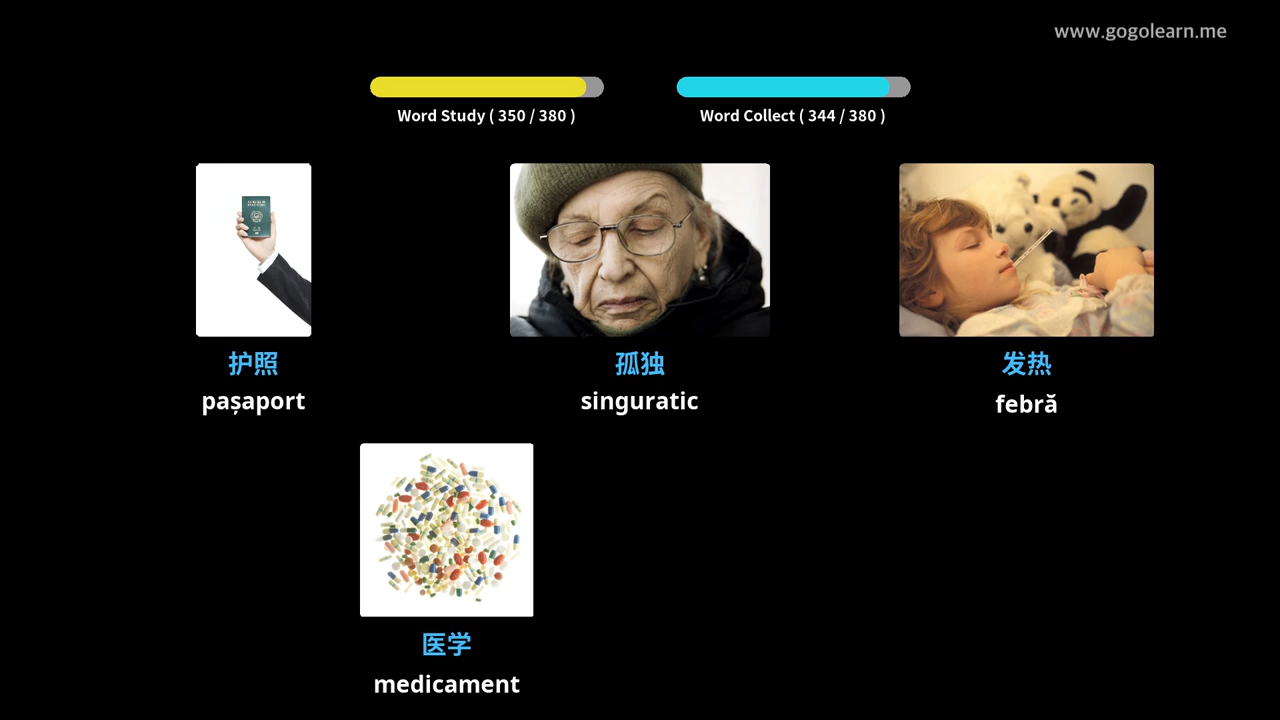 www.gogolearn.me
Word Study ( 350 / 380 )
Word Collect ( 344 / 380 )
护照
pașaport
孤独
singuratic
发热
febră
医学
medicament